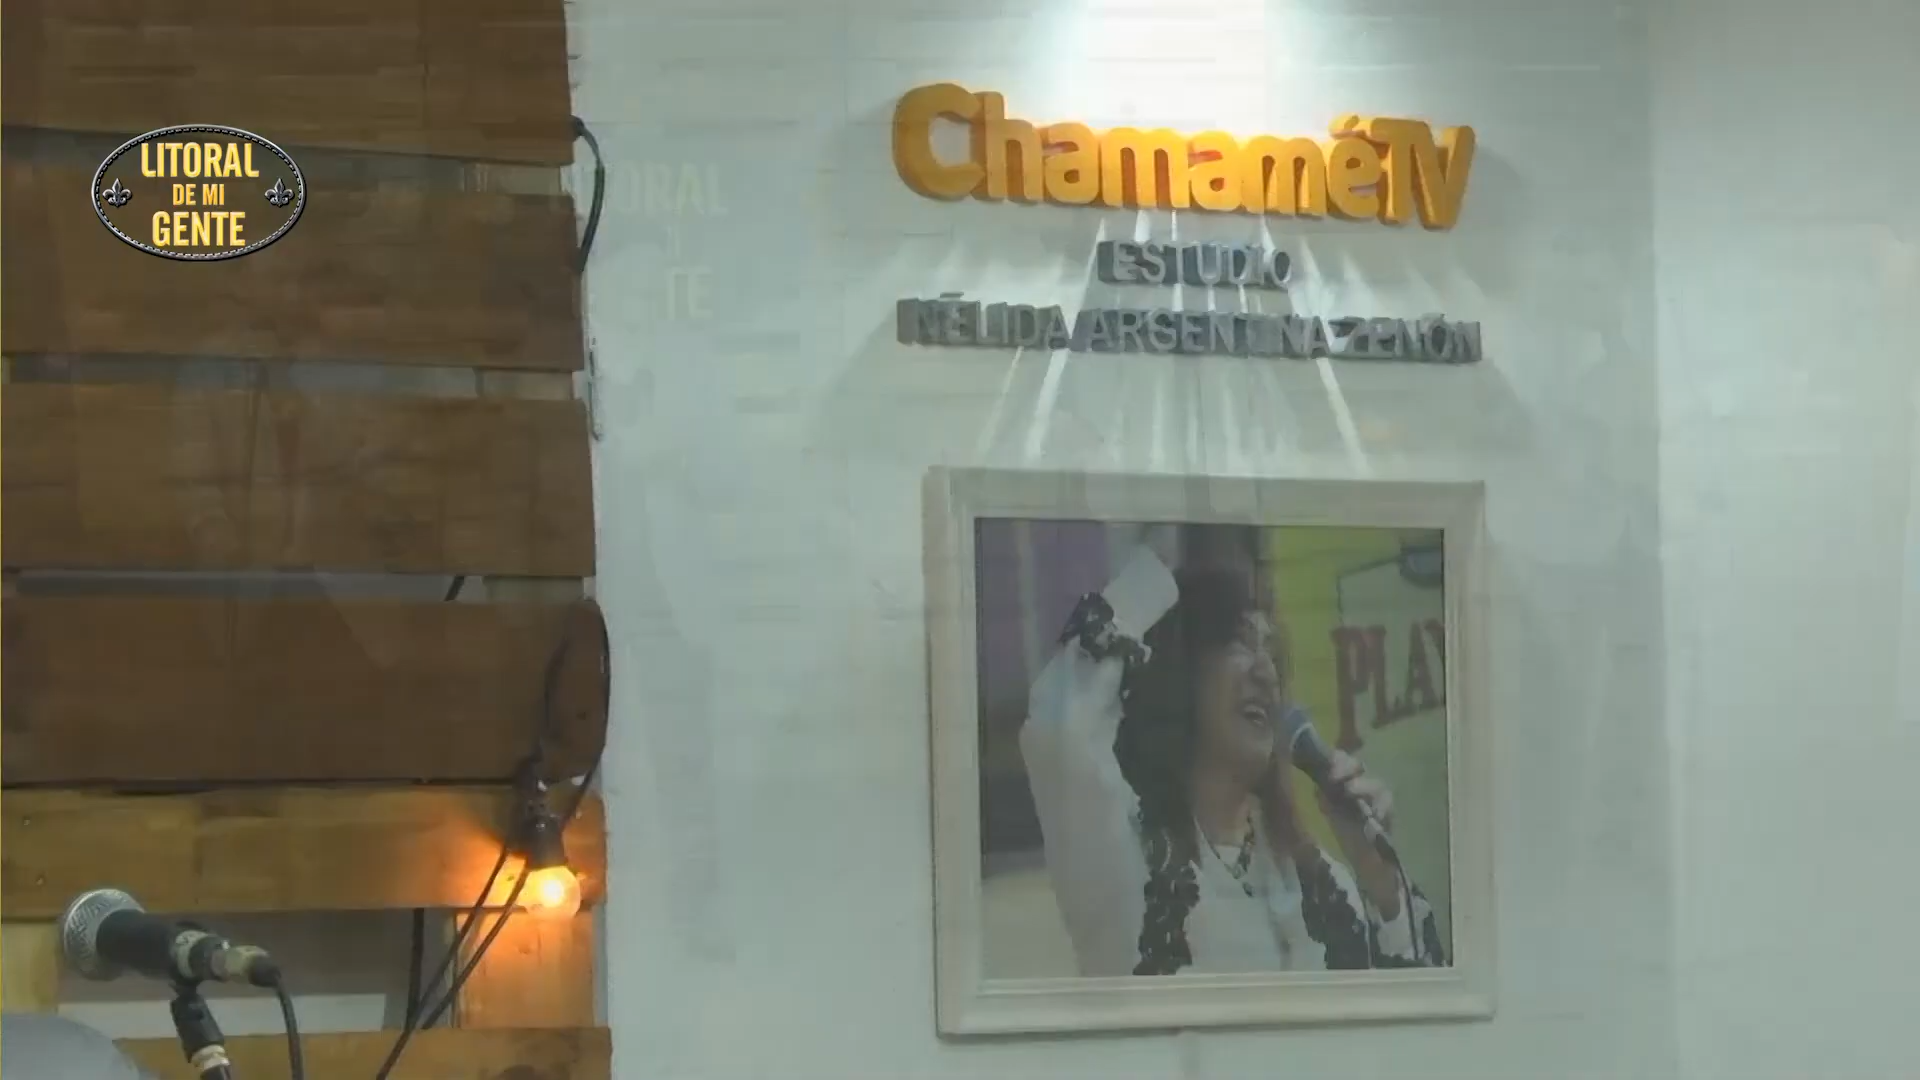 LITORAL
DE MI
GENTE
ChamaméTV
ESTUDIO
NÉLIDA ARGENTINA ZENÓN
PLAY